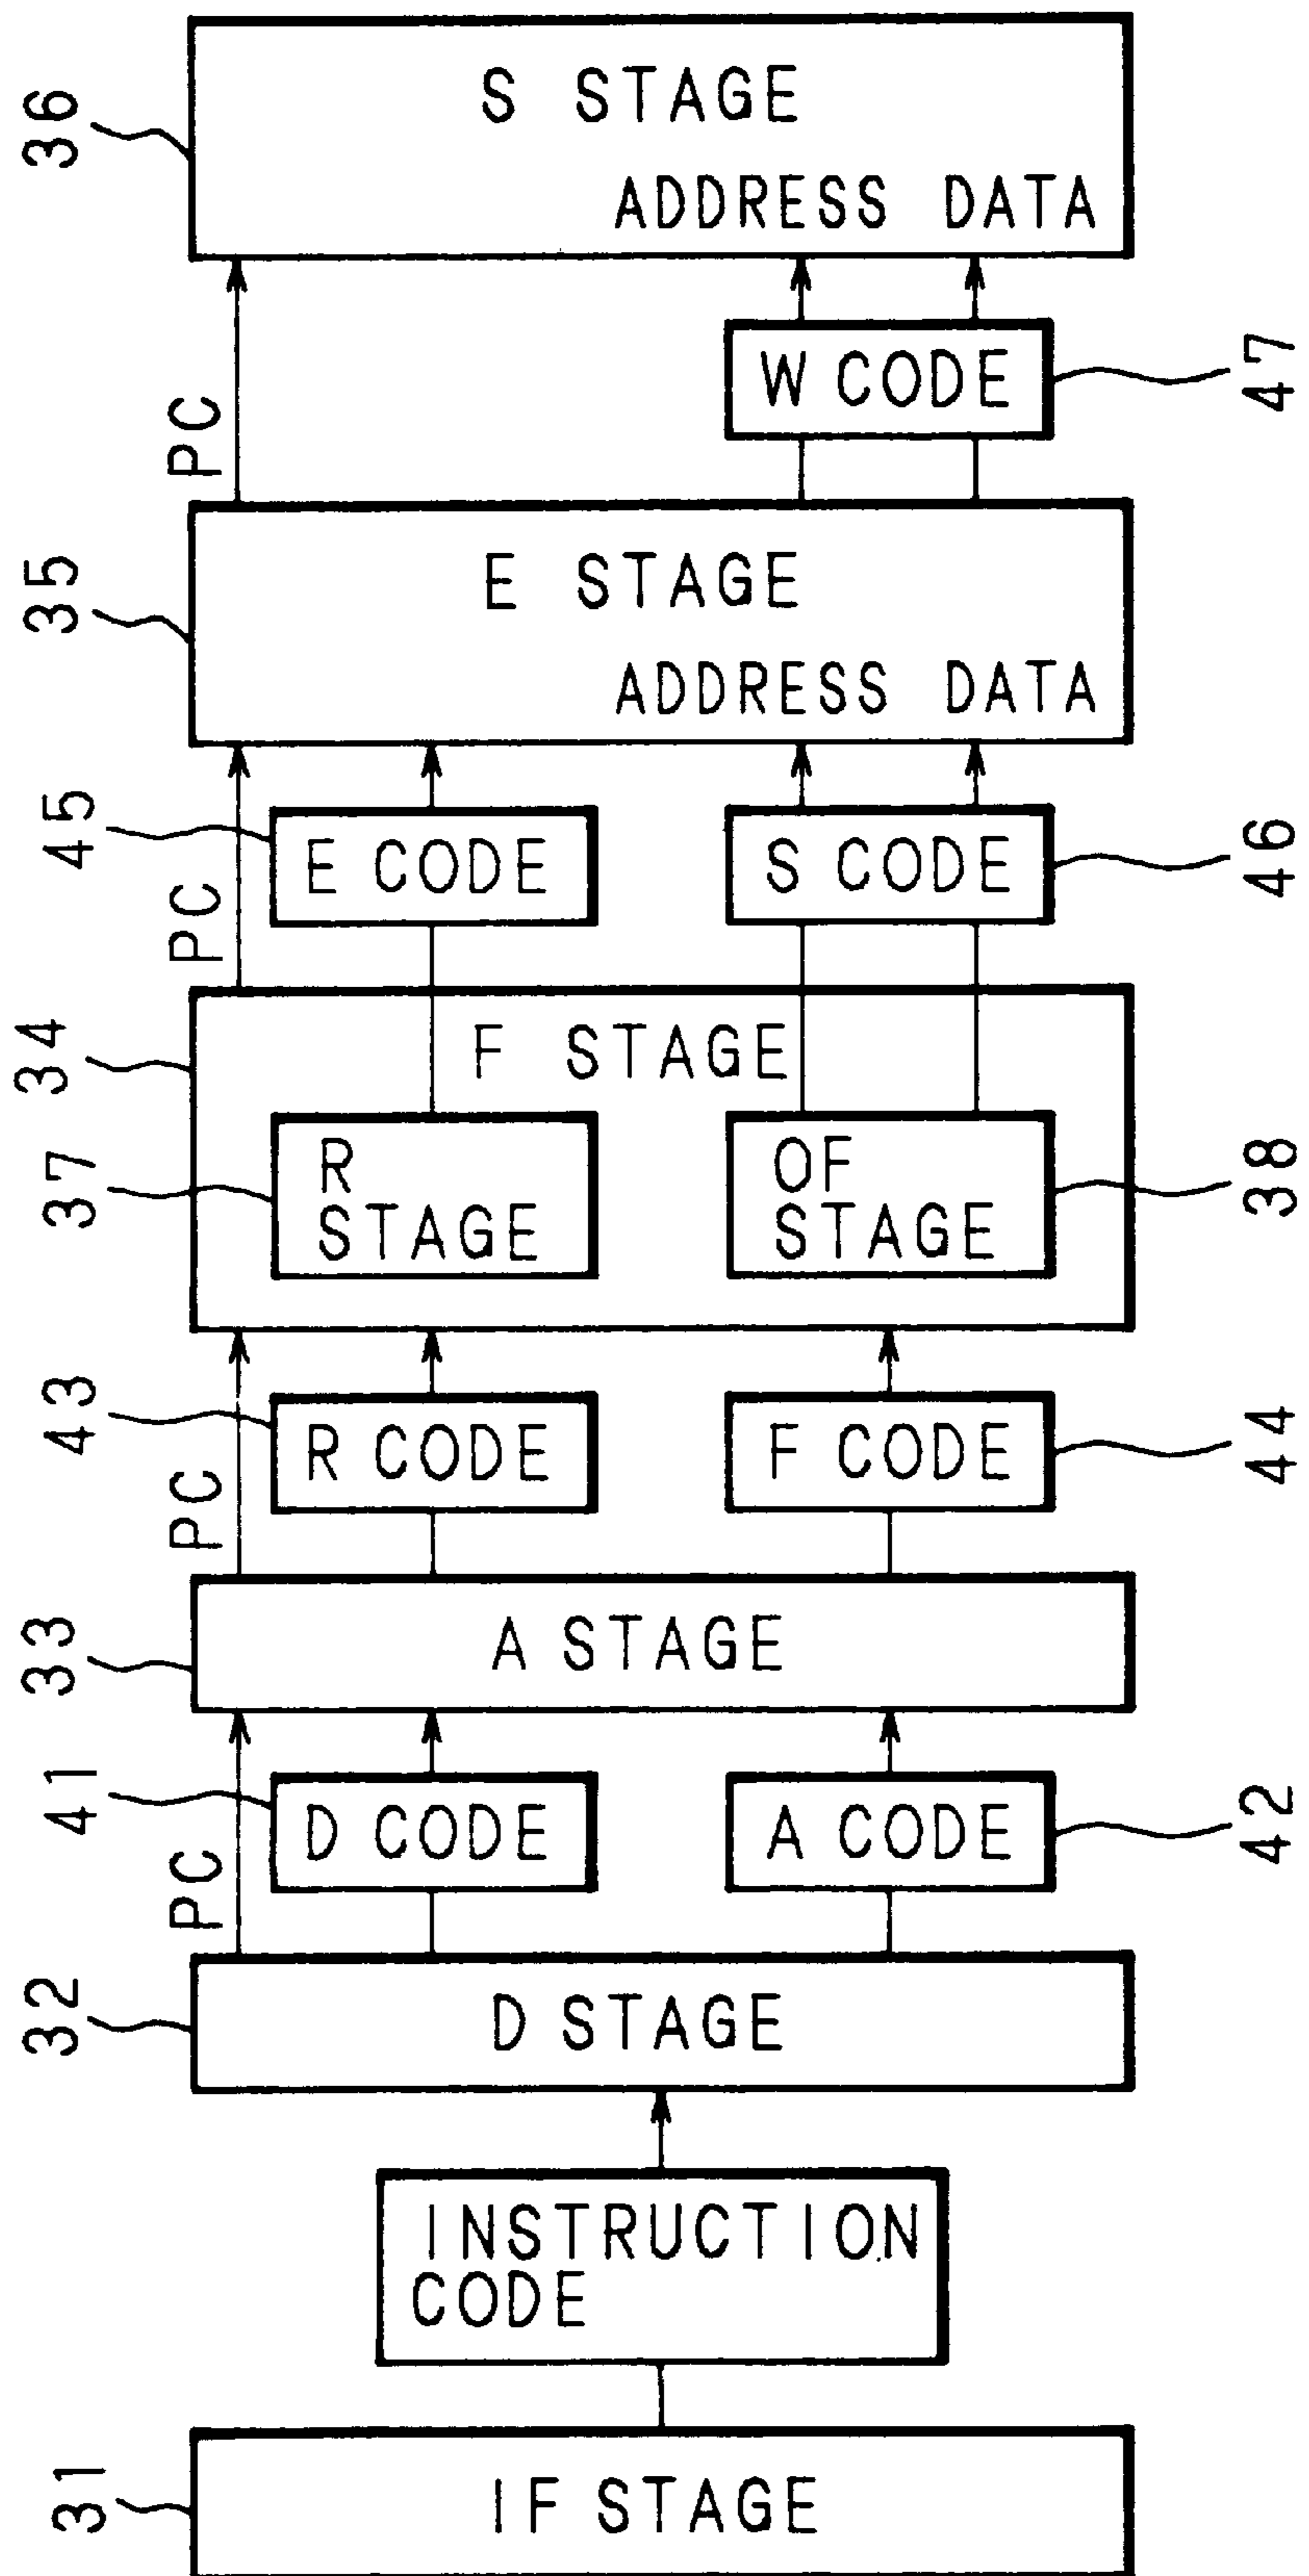 36
S STAGE
ADDRESS DATA
PC
W CODE
47
35
E STAGE
ADDRESS DATA
45
PC
E CODE
S CODE
46
34
F STAGE
37
R
STAGE
OF
STAGE
38
43
PC
R CODE
F CODE
44
33
A STAGE
41
PC
D CODE
A CODE
42
32
D STAGE
INSTRUCTION
CODE
31
IF STAGE